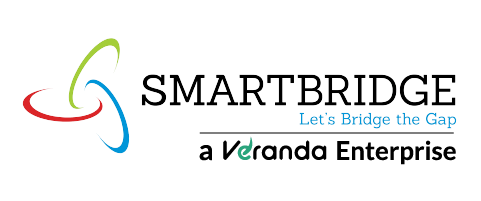 SMARTBRIDGE
Let's Bridge the Gap
a Veranda Enterprise